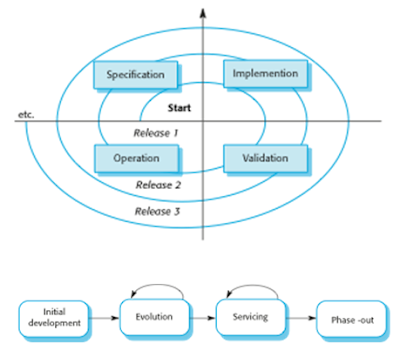 Specification
Implemention
Start
etc.
Release 1
Operation
Validation
Release 2
Release 3
Initial
development
Evolution
Servicing
Phase -out